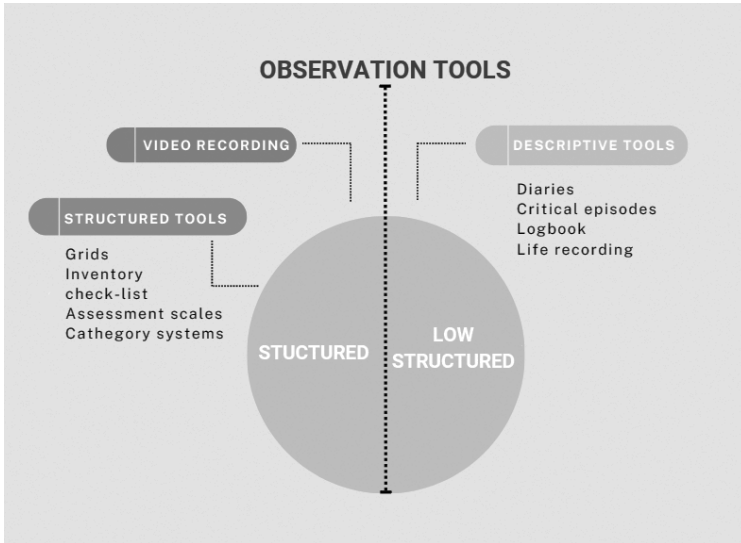 OBSERVATION TOOLS
VIDEO RECORDING
DESCRIPTIVE TOOLS
Diaries
Critical episodes
Logbook
Life recording
STRUCTURED TOOLS
Grids
Inventory
check-list
Assessment scales
Cathegory systems
STUCTURED
LOW
STRUCTURED